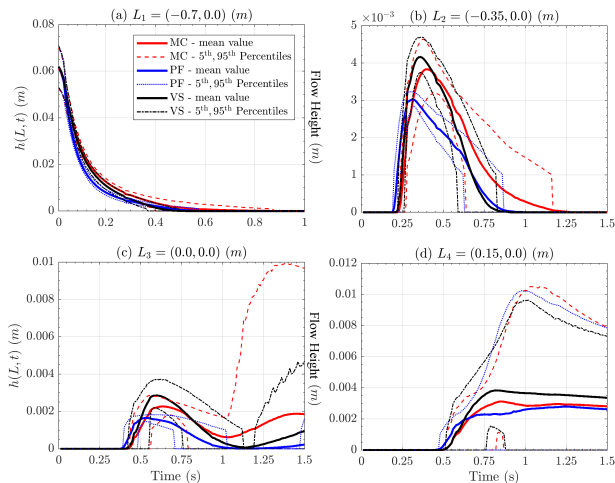 (a) L₁ = (−0.7, 0.0) (m)
0.08
0.06
0.04
0.02
0
h(L, t) (m)
0 0.2 0.4 0.6 0.8 1
MC - mean value
MC - 5th, 95th Percentiles
PF - mean value
PF - 5th, 95th Percentiles
VS - mean value
VS - 5th, 95th Percentiles
(b) L₂ = (−0.35, 0.0) (m)
×10⁻³
5
4
3
2
1
0
Flow Height (m)
0 0.25 0.5 0.75 1 1.25 1.5
(c) L₃ = (0.0, 0.0) (m)
0.01
0.008
0.006
0.004
0.002
0
h(L, t) (m)
0 0.25 0.5 0.75 1 1.25 1.5
Time (s)
(d) L₄ = (0.15, 0.0) (m)
0.012
0.01
0.008
0.006
0.004
0.002
0
Flow Height (m)
0 0.25 0.5 0.75 1 1.25 1.5
Time (s)